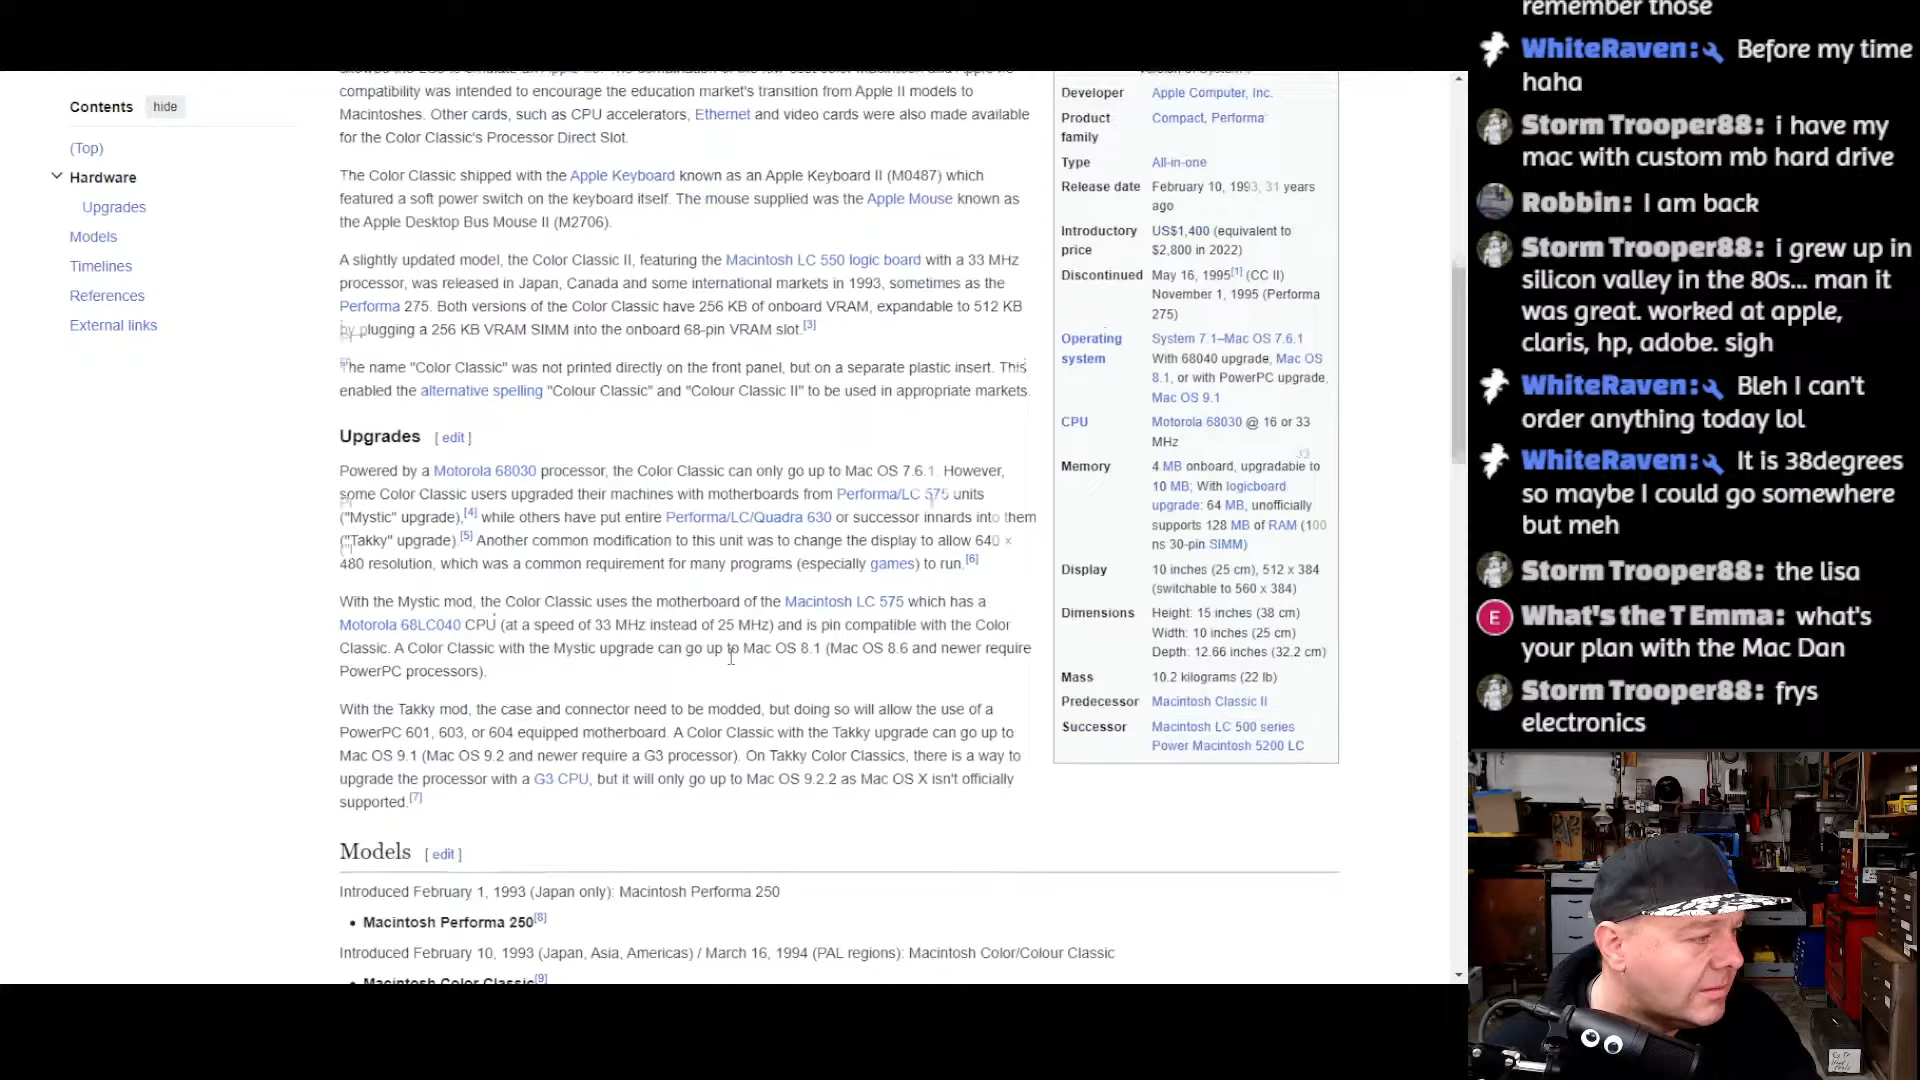 Contents hide
(Top)
Hardware
Upgrades
Models
Timelines
References
External links
compatibility was intended to encourage the education market's transition from Apple II models to
Macintoshes. Other cards, such as CPU accelerators, Ethernet and video cards were also made available
for the Color Classic's Processor Direct Slot.
The Color Classic shipped with the Apple Keyboard known as an Apple Keyboard II (M0487) which
featured a soft power switch on the keyboard itself. The mouse supplied was the Apple Mouse known as
the Apple Desktop Bus Mouse II (M2706).
A slightly updated model, the Color Classic II, featuring the Macintosh LC 550 logic board with a 33 MHz
processor, was released in Japan, Canada and some international markets in 1993, sometimes as the
Performa 275. Both versions of the Color Classic have 256 KB of onboard VRAM, expandable to 512 KB
by plugging a 256 KB VRAM SIMM into the onboard 68-pin VRAM slot.[3]
The name "Color Classic" was not printed directly on the front panel, but on a separate plastic insert. This
enabled the alternative spelling "Colour Classic" and "Colour Classic II" to be used in appropriate markets.
Upgrades [ edit ]
Powered by a Motorola 68030 processor, the Color Classic can only go up to Mac OS 7.6.1. However,
some Color Classic users upgraded their machines with motherboards from Performa/LC 575 units
("Mystic" upgrade),[4] while others have put entire Performa/LC/Quadra 630 or successor innards into them
("Takky" upgrade).[5] Another common modification to this unit was to change the display to allow 640 ×
480 resolution, which was a common requirement for many programs (especially games) to run.[6]
With the Mystic mod, the Color Classic uses the motherboard of the Macintosh LC 575 which has a
Motorola 68LC040 CPU (at a speed of 33 MHz instead of 25 MHz) and is pin compatible with the Color
Classic. A Color Classic with the Mystic upgrade can go up to Mac OS 8.1 (Mac OS 8.6 and newer require
PowerPC processors).
With the Takky mod, the case and connector need to be modded, but doing so will allow the use of a
PowerPC 601, 603, or 604 equipped motherboard. A Color Classic with the Takky upgrade can go up to
Mac OS 9.1 (Mac OS 9.2 and newer require a G3 processor). On Takky Color Classics, there is a way to
upgrade the processor with a G3 CPU, but it will only go up to Mac OS 9.2.2 as Mac OS X isn't officially
supported.[7]
Models [ edit ]
Introduced February 1, 1993 (Japan only): Macintosh Performa 250
• Macintosh Performa 250[8]
Introduced February 10, 1993 (Japan, Asia, Americas) / March 16, 1994 (PAL regions): Macintosh Color/Colour Classic
• Macintosh Color Classic[9]
Developer Apple Computer, Inc.
Product Compact, Performa
family
Type All-in-one
Release date February 10, 1993, 31 years
ago
Introductory US$1,400 (equivalent to
price $2,800 in 2022)
Discontinued May 16, 1995[1] (CC II)
November 1, 1995 (Performa
275)
Operating System 7.1–Mac OS 7.6.1
system With 68040 upgrade, Mac OS
8.1, or with PowerPC upgrade,
Mac OS 9.1
CPU Motorola 68030 @ 16 or 33
MHz
Memory 4 MB onboard, upgradable to
10 MB; With logicboard
upgrade: 64 MB, unofficially
supports 128 MB of RAM (100
ns 30-pin SIMM)
Display 10 inches (25 cm), 512 x 384
(switchable to 560 x 384)
Dimensions Height: 15 inches (38 cm)
Width: 10 inches (25 cm)
Depth: 12.66 inches (32.2 cm)
Mass 10.2 kilograms (22 lb)
Predecessor Macintosh Classic II
Successor Macintosh LC 500 series
Power Macintosh 5200 LC
remember those
WhiteRaven: Before my time
haha
Storm Trooper88: i have my
mac with custom mb hard drive
Robbin: I am back
Storm Trooper88: i grew up in
silicon valley in the 80s... man it
was great. worked at apple,
claris, hp, adobe. sigh
WhiteRaven: Bleh I can't
order anything today lol
WhiteRaven: It is 38degrees
so maybe I could go somewhere
but meh
Storm Trooper88: the lisa
E What's the T Emma: what's
your plan with the Mac Dan
Storm Trooper88: frys
electronics